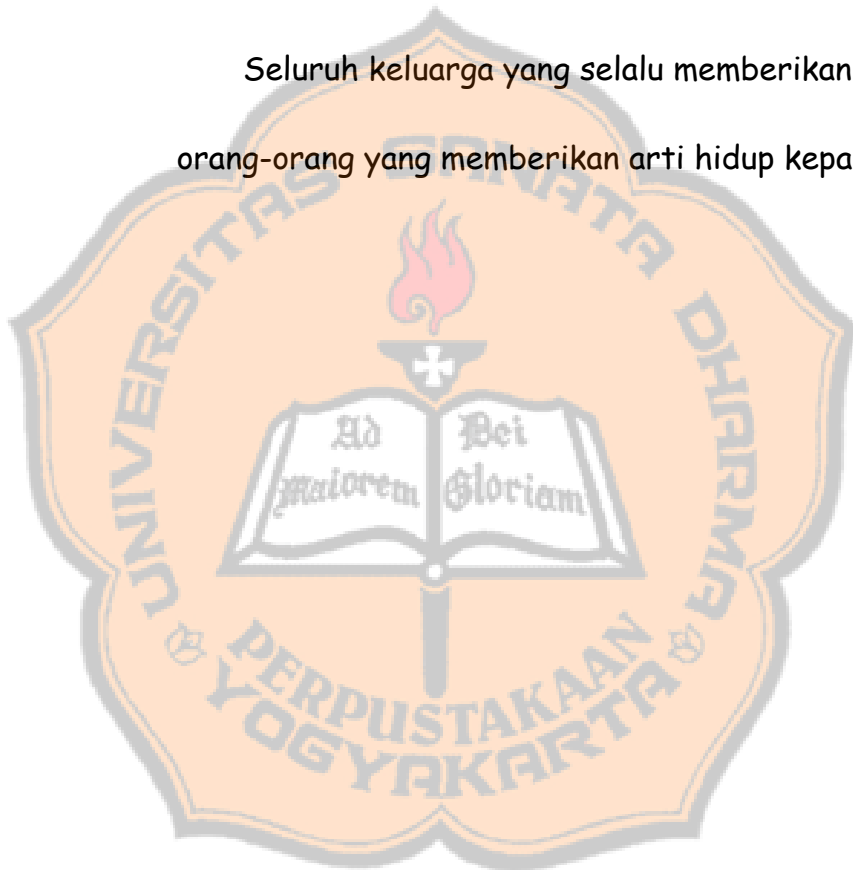 Seluruh keluarga yang selalu memberikan
orang-orang yang memberikan arti hidup kepa
UNIVERSITAS SANATA DHARMA
Ad Dei
Maiorem Gloriam
PERPUSTAKAAN
YOGYAKARTA